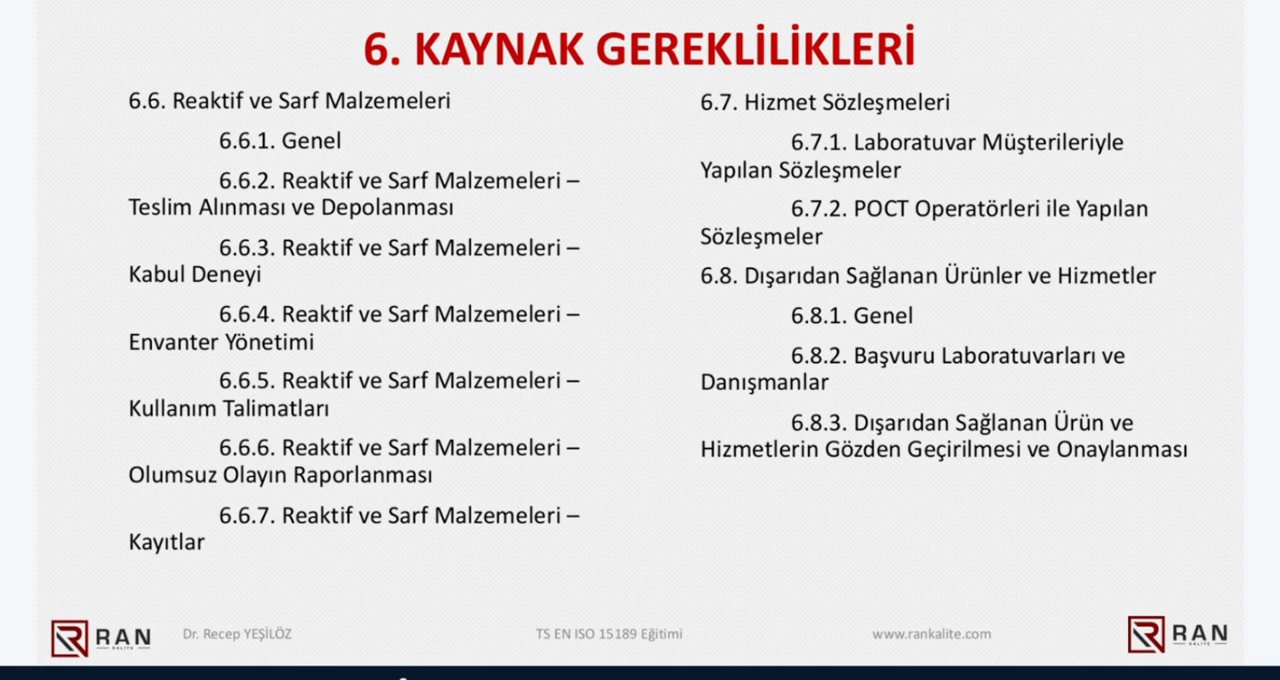 6. KAYNAK GEREKLİLİKLERİ
6.6. Reaktif ve Sarf Malzemeleri
6.6.1. Genel
6.6.2. Reaktif ve Sarf Malzemeleri –
Teslim Alınması ve Depolanması
6.6.3. Reaktif ve Sarf Malzemeleri –
Kabul Deneyi
6.6.4. Reaktif ve Sarf Malzemeleri –
Envanter Yönetimi
6.6.5. Reaktif ve Sarf Malzemeleri –
Kullanım Talimatları
6.6.6. Reaktif ve Sarf Malzemeleri –
Olumsuz Olayın Raporlanması
6.6.7. Reaktif ve Sarf Malzemeleri –
Kayıtlar
6.7. Hizmet Sözleşmeleri
6.7.1. Laboratuvar Müşterileriyle
Yapılan Sözleşmeler
6.7.2. POCT Operatörleri ile Yapılan
Sözleşmeler
6.8. Dışarıdan Sağlanan Ürünler ve Hizmetler
6.8.1. Genel
6.8.2. Başvuru Laboratuvarları ve
Danışmanlar
6.8.3. Dışarıdan Sağlanan Ürün ve
Hizmetlerin Gözden Geçirilmesi ve Onaylanması
RAN
KALİTE
Dr. Recep YEŞİLÖZ
TS EN ISO 15189 Eğitimi
www.rankalite.com
RAN
KALİTE